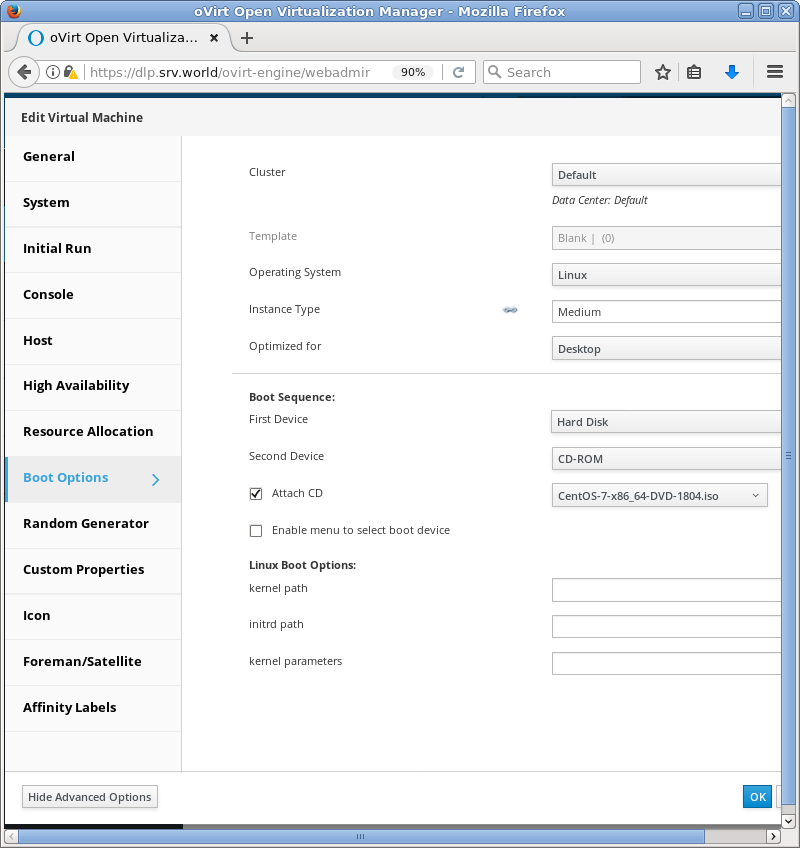 oVirt Open Virtualization Manager - Mozilla Firefox
oVirt Open Virtualiza...
https://dlp.srv.world/ovirt-engine/webadmir
90%
Search
Edit Virtual Machine
General
System
Initial Run
Console
Host
High Availability
Resource Allocation
Boot Options
Random Generator
Custom Properties
Icon
Foreman/Satellite
Affinity Labels
Cluster
Default
Data Center: Default
Template
Blank | (0)
Operating System
Linux
Instance Type
Medium
Optimized for
Desktop
Boot Sequence:
First Device
Hard Disk
Second Device
CD-ROM
Attach CD
CentOS-7-x86_64-DVD-1804.iso
Enable menu to select boot device
Linux Boot Options:
kernel path
initrd path
kernel parameters
Hide Advanced Options
OK